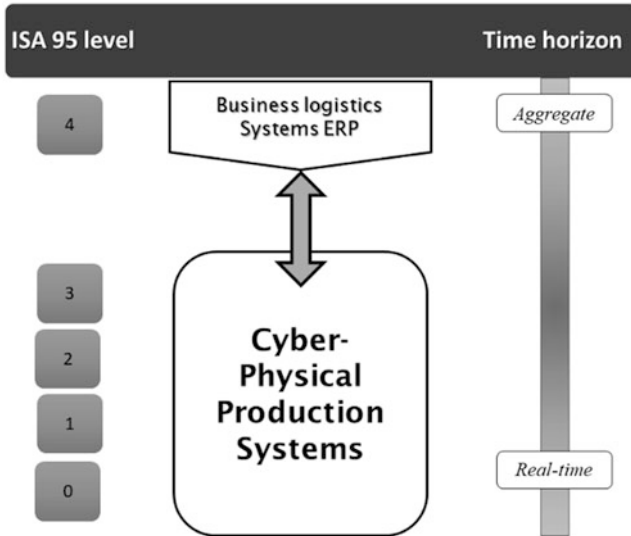 ISA 95 level
Time horizon
4
Business logistics
Systems ERP
Aggregate
3
2
1
0
Cyber-
Physical
Production
Systems
Real-time